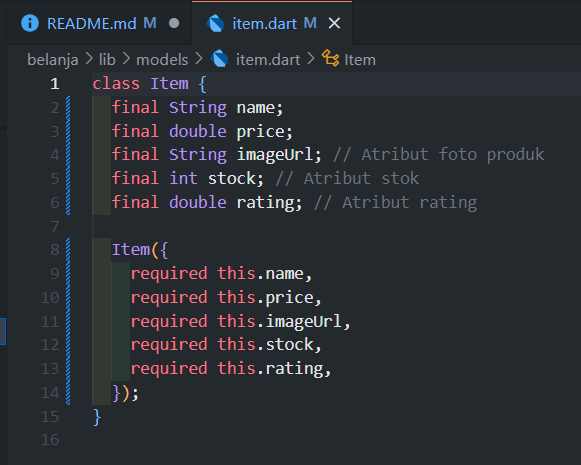 README.md M
item.dart M
belanja > lib > models > item.dart > Item
1 class Item {
2 final String name;
3 final double price;
4 final String imageUrl; // Atribut foto produk
5 final int stock; // Atribut stok
6 final double rating; // Atribut rating
7
8 Item({
9 required this.name,
10 required this.price,
11 required this.imageUrl,
12 required this.stock,
13 required this.rating,
14 });
15 }
16